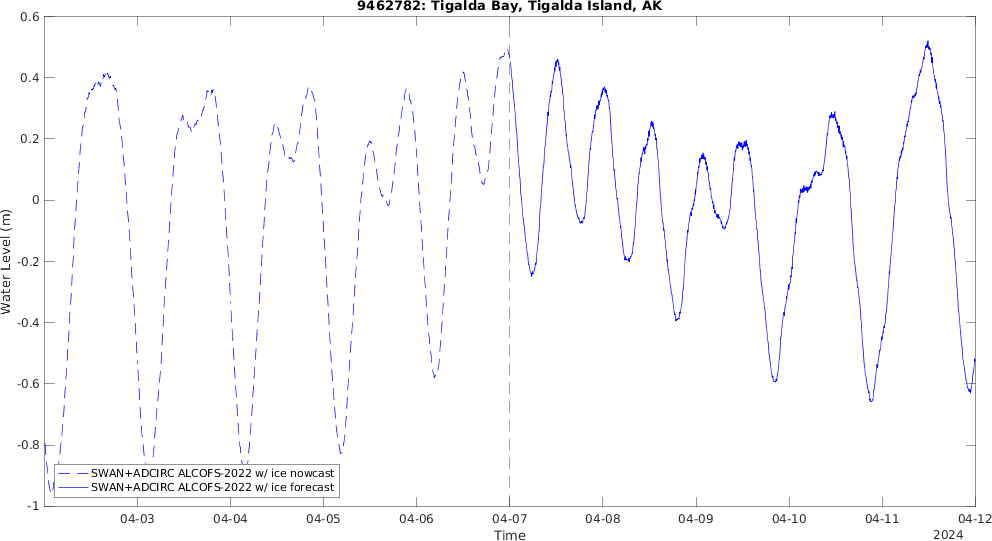 9462782: Tigalda Bay, Tigalda Island, AK
Water Level (m)
0.6
0.4
0.2
0
-0.2
-0.4
-0.6
-0.8
-1
SWAN+ADCIRC ALCOFS-2022 w/ ice nowcast
SWAN+ADCIRC ALCOFS-2022 w/ ice forecast
04-03 04-04 04-05 04-06 04-07 04-08 04-09 04-10 04-11 04-12
Time
2024